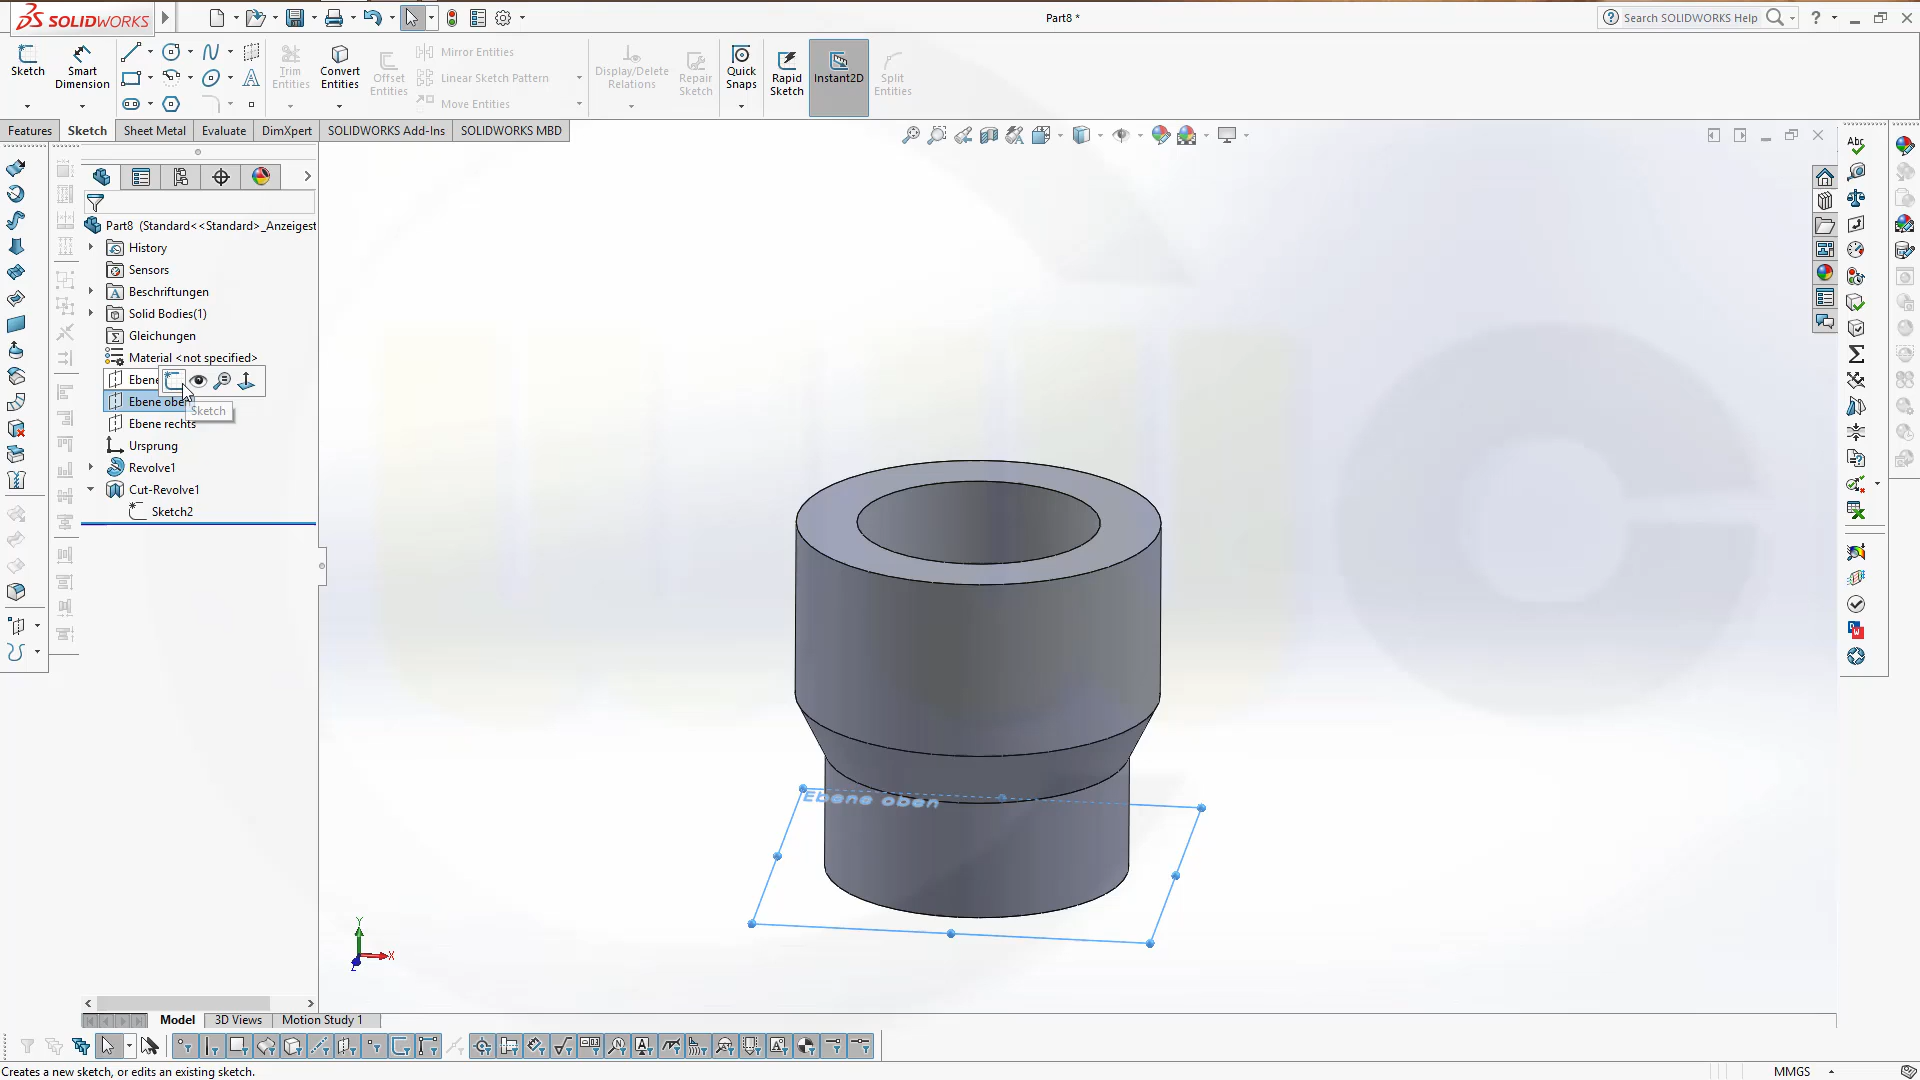 SOLIDWORKS
Part8 *
Search SOLIDWORKS Help
Sketch
Smart Dimension
Trim Entities
Convert Entities
Offset Entities
Mirror Entities
Linear Sketch Pattern
Move Entities
Display/Delete Relations
Repair Sketch
Quick Snaps
Rapid Sketch
Instant2D
Split Entities
Features
Sketch
Sheet Metal
Evaluate
DimXpert
SOLIDWORKS Add-Ins
SOLIDWORKS MBD
Part8 (Standard<<Standard>_Anzeigest
History
Sensors
Beschriftungen
Solid Bodies(1)
Gleichungen
Material <not specified>
Ebene
Ebene oben
Sketch
Ebene rechts
Ursprung
Revolve1
Cut-Revolve1
Sketch2
Ebene oben
Y
X
Z
Model
3D Views
Motion Study 1
Creates a new sketch, or edits an existing sketch.
MMGS